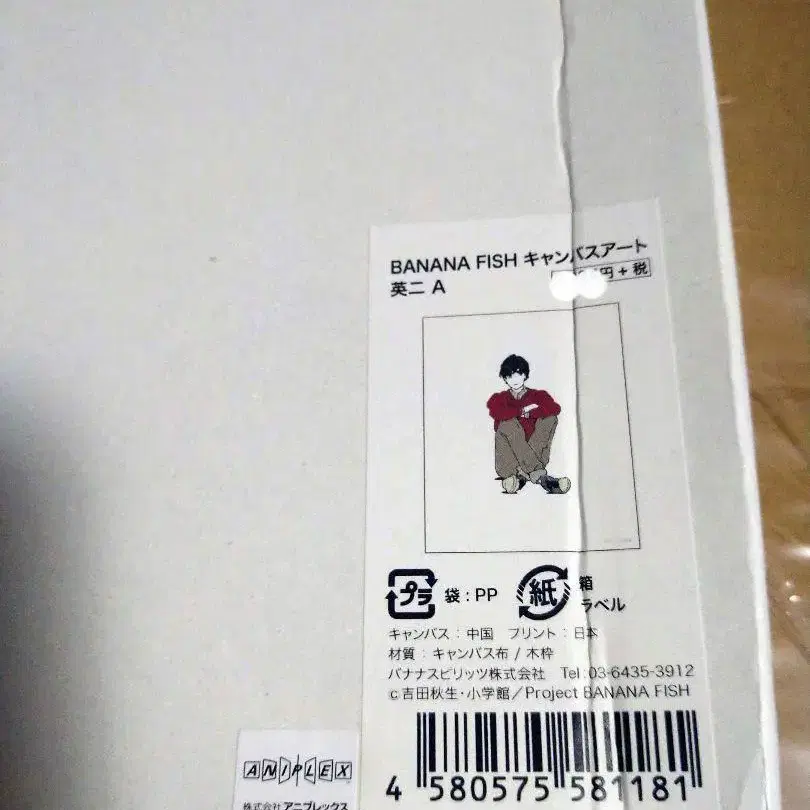 BANANA FISH キャンバスアート
英二 A
円+税
プラ 袋:PP 紙 箱
ラベル
キャンバス:中国 プリント:日本
材質:キャンバス布/木枠
バナナスピリッツ株式会社 Tel:03-6435-3912
©吉田秋生・小学館/Project BANANA FISH
4 580575 581181
ANIPLEX
株式会社アニプレックス